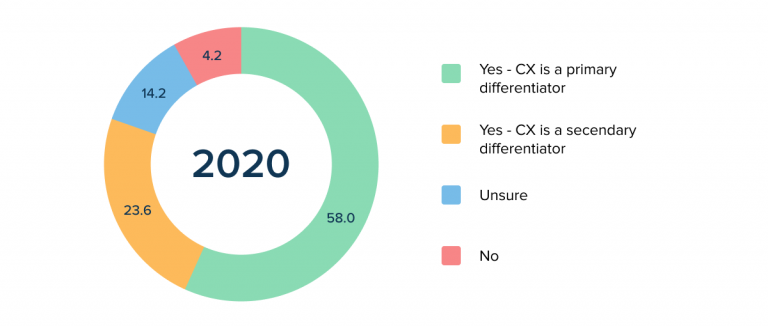 4.2
14.2
2020
23.6
58.0
Yes - CX is a primary
differentiator
Yes - CX is a secendary
differentiator
Unsure
No